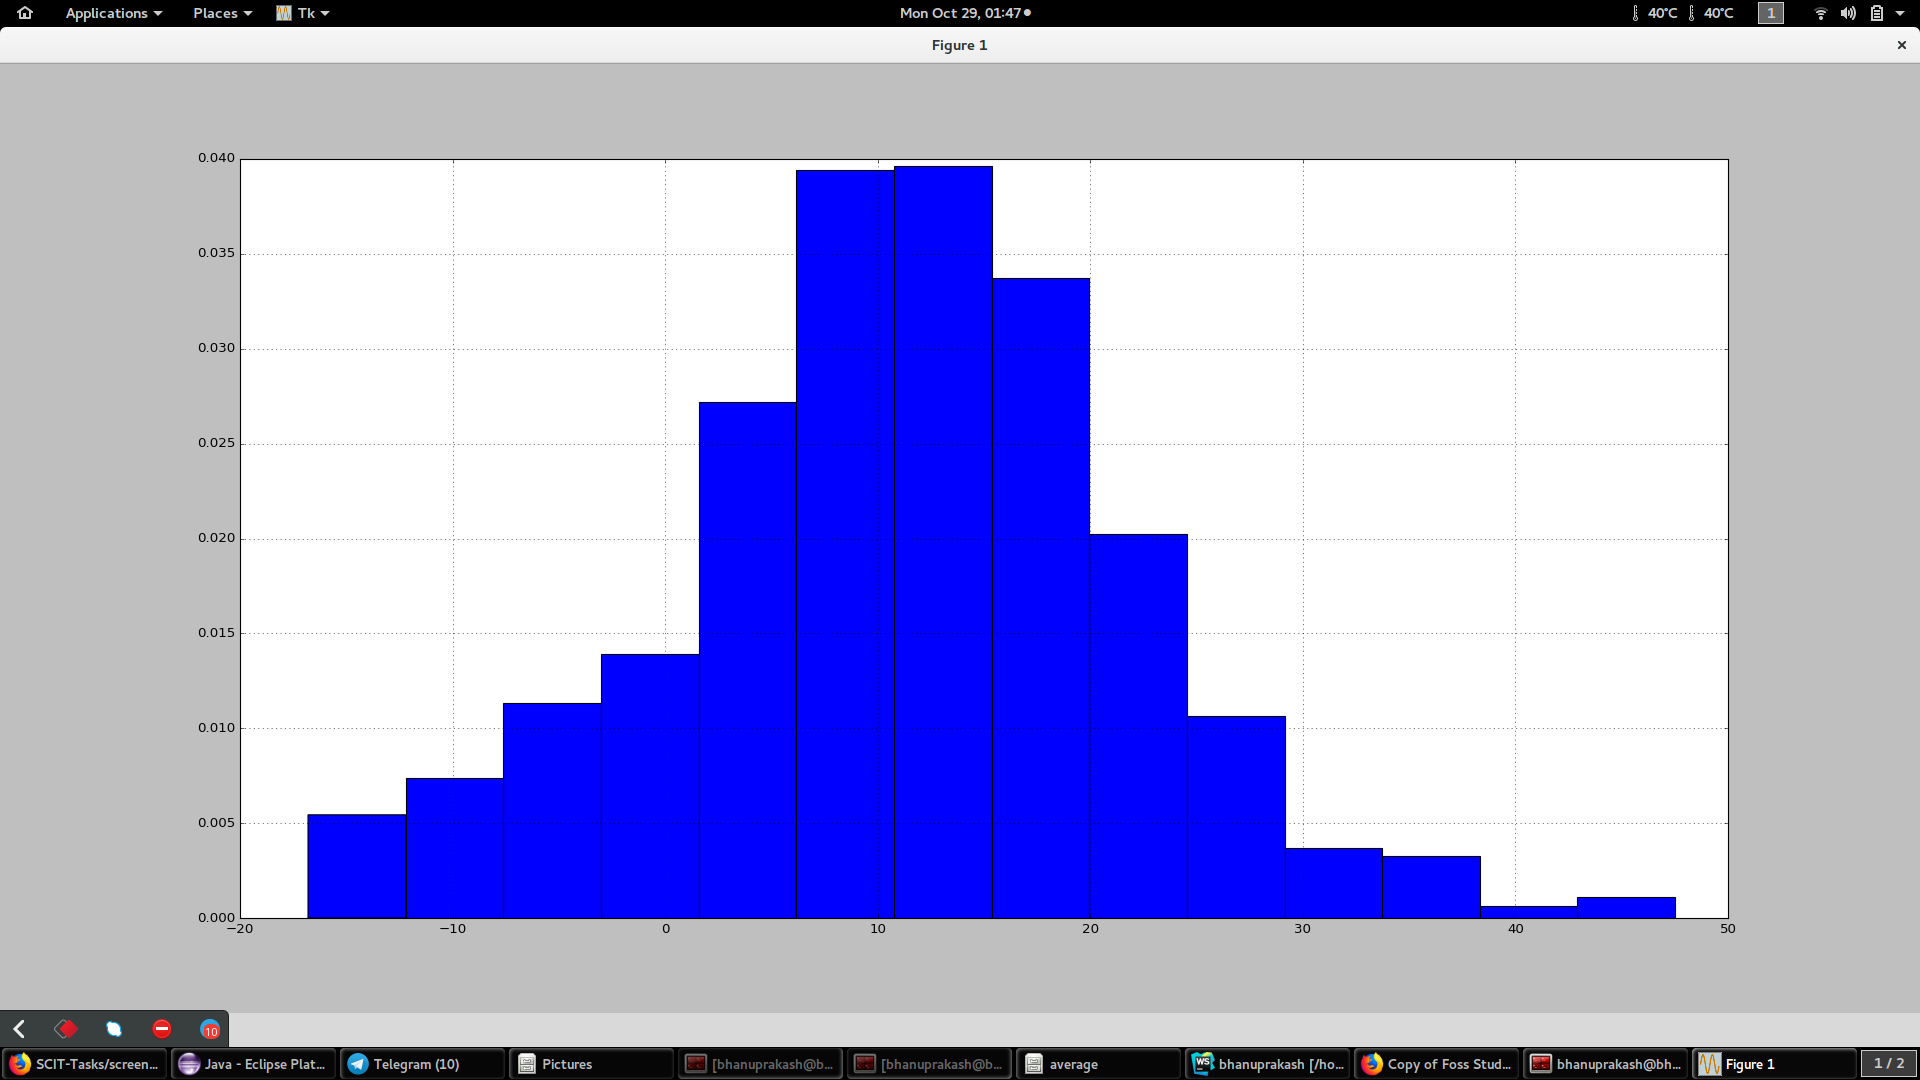 Applications Places Tk Mon Oct 29, 01:47 40°C 40°C 1
Figure 1
0.040
0.035
0.030
0.025
0.020
0.015
0.010
0.005
0.000
−20 −10 0 10 20 30 40 50
10
SCIT-Tasks/screen... Java - Eclipse Plat... Telegram (10) Pictures [bhanuprakash@b... [bhanuprakash@b... average WS bhanuprakash [/ho... Copy of Foss Stud... bhanuprakash@bh... Figure 1 1 / 2